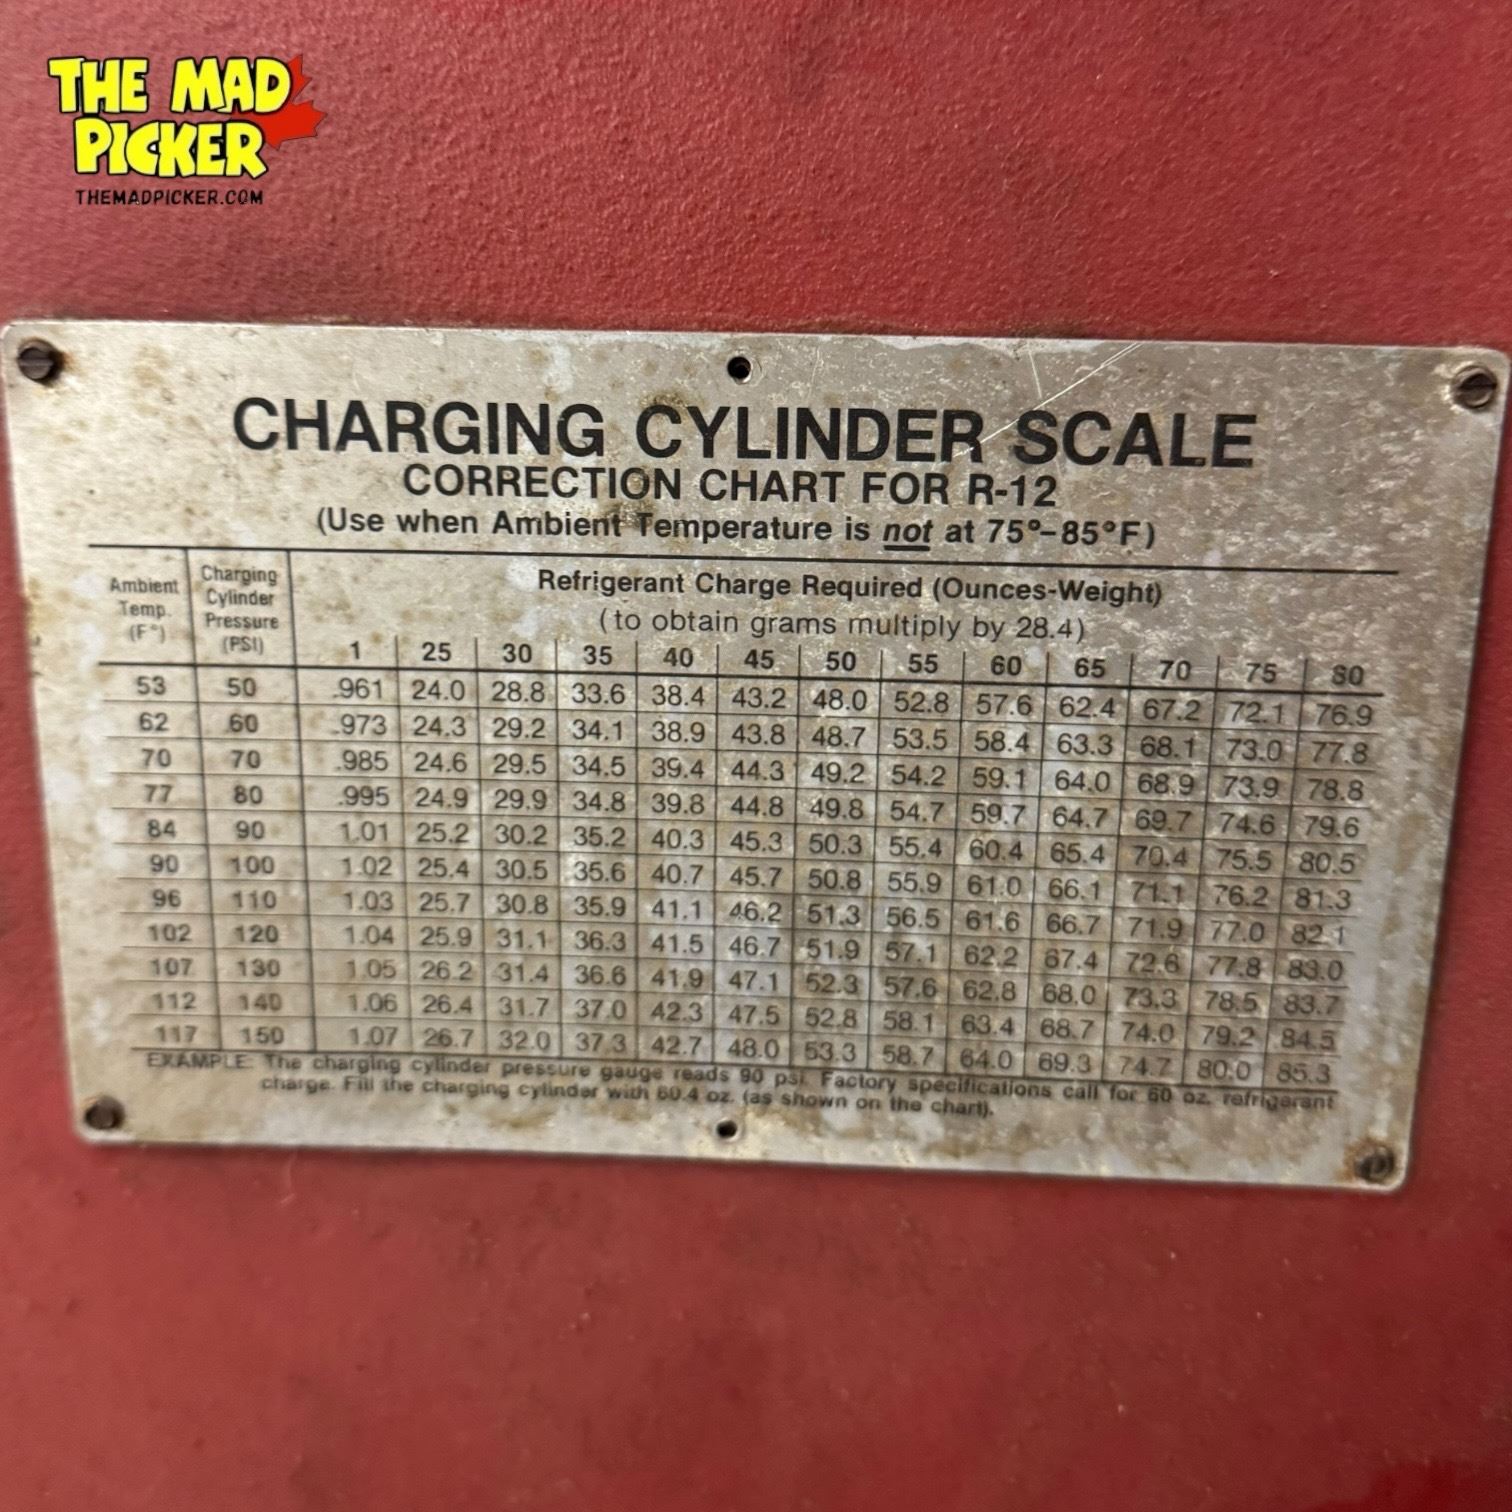 THE MAD
PICKER
THEMADPICKER.COM
CHARGING CYLINDER SCALE
CORRECTION CHART FOR R-12
(Use when Ambient Temperature is not at 75°–85°F)
Ambient Temp. (F°) Charging Cylinder Pressure (PSI) Refrigerant Charge Required (Ounces-Weight)
(to obtain grams multiply by 28.4)
1 25 30 35 40 45 50 55 60 65 70 75 80
53 50 .961 24.0 28.8 33.6 38.4 43.2 48.0 52.8 57.6 62.4 67.2 72.1 76.9
62 60 .973 24.3 29.2 34.1 38.9 43.8 48.7 53.5 58.4 63.3 68.1 73.0 77.8
70 70 .985 24.6 29.5 34.5 39.4 44.3 49.2 54.2 59.1 64.0 68.9 73.9 78.8
77 80 .995 24.9 29.9 34.8 39.8 44.8 49.8 54.7 59.7 64.7 69.7 74.6 79.6
84 90 1.01 25.2 30.2 35.2 40.3 45.3 50.3 55.4 60.4 65.4 70.4 75.5 80.5
90 100 1.02 25.4 30.5 35.6 40.7 45.7 50.8 55.9 61.0 66.1 71.1 76.2 81.3
96 110 1.03 25.7 30.8 35.9 41.1 46.2 51.3 56.5 61.6 66.7 71.9 77.0 82.1
102 120 1.04 25.9 31.1 36.3 41.5 46.7 51.9 57.1 62.2 67.4 72.6 77.8 83.0
107 130 1.05 26.2 31.4 36.6 41.9 47.1 52.3 57.6 62.8 68.0 73.3 78.5 83.7
112 140 1.06 26.4 31.7 37.0 42.3 47.5 52.8 58.1 63.4 68.7 74.0 79.2 84.5
117 150 1.07 26.7 32.0 37.3 42.7 48.0 53.3 58.7 64.0 69.3 74.7 80.0 85.3
EXAMPLE: The charging cylinder pressure gauge reads 90 psi. Factory specifications call for 60 oz. refrigerant
charge. Fill the charging cylinder with 60.4 oz. (as shown on the chart).